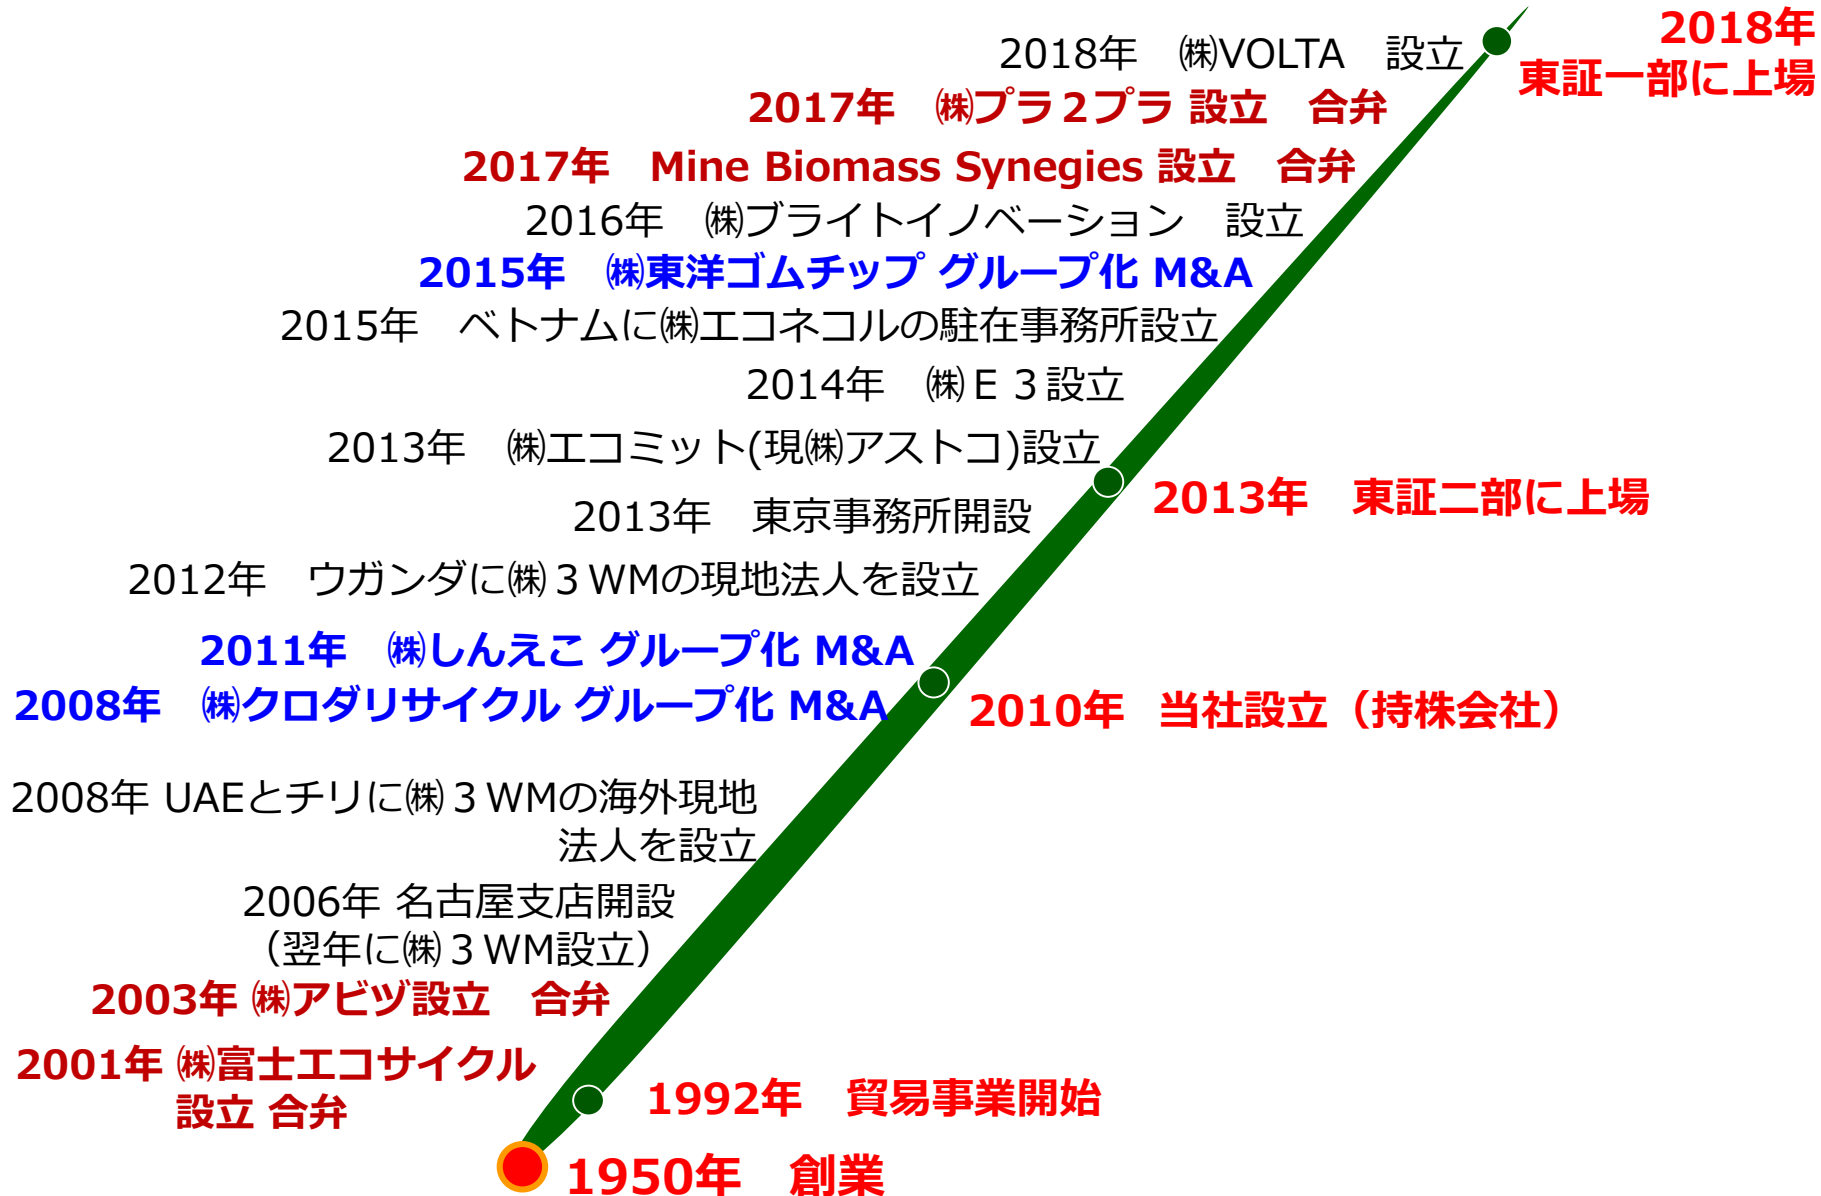 2018年　㈱VOLTA　設立
2018年
東証一部に上場
2017年　㈱プラ２プラ 設立　合弁
2017年　Mine Biomass Synegies 設立　合弁
2016年　㈱ブライトイノベーション　設立
2015年　㈱東洋ゴムチップ グループ化 M&A
2015年　ベトナムに㈱エコネコルの駐在事務所設立
2014年　㈱Ｅ３設立
2013年　㈱エコミット(現㈱アストコ)設立
2013年　東証二部に上場
2013年　東京事務所開設
2012年　ウガンダに㈱３WMの現地法人を設立
2011年　㈱しんえこ グループ化 M&A
2008年　㈱クロダリサイクル グループ化 M&A
2010年　当社設立（持株会社）
2008年 UAEとチリに㈱３WMの海外現地
法人を設立
2006年 名古屋支店開設
（翌年に㈱３WM設立）
2003年 ㈱アビヅ設立　合弁
2001年 ㈱富士エコサイクル
設立 合弁
1992年　貿易事業開始
1950年　創業